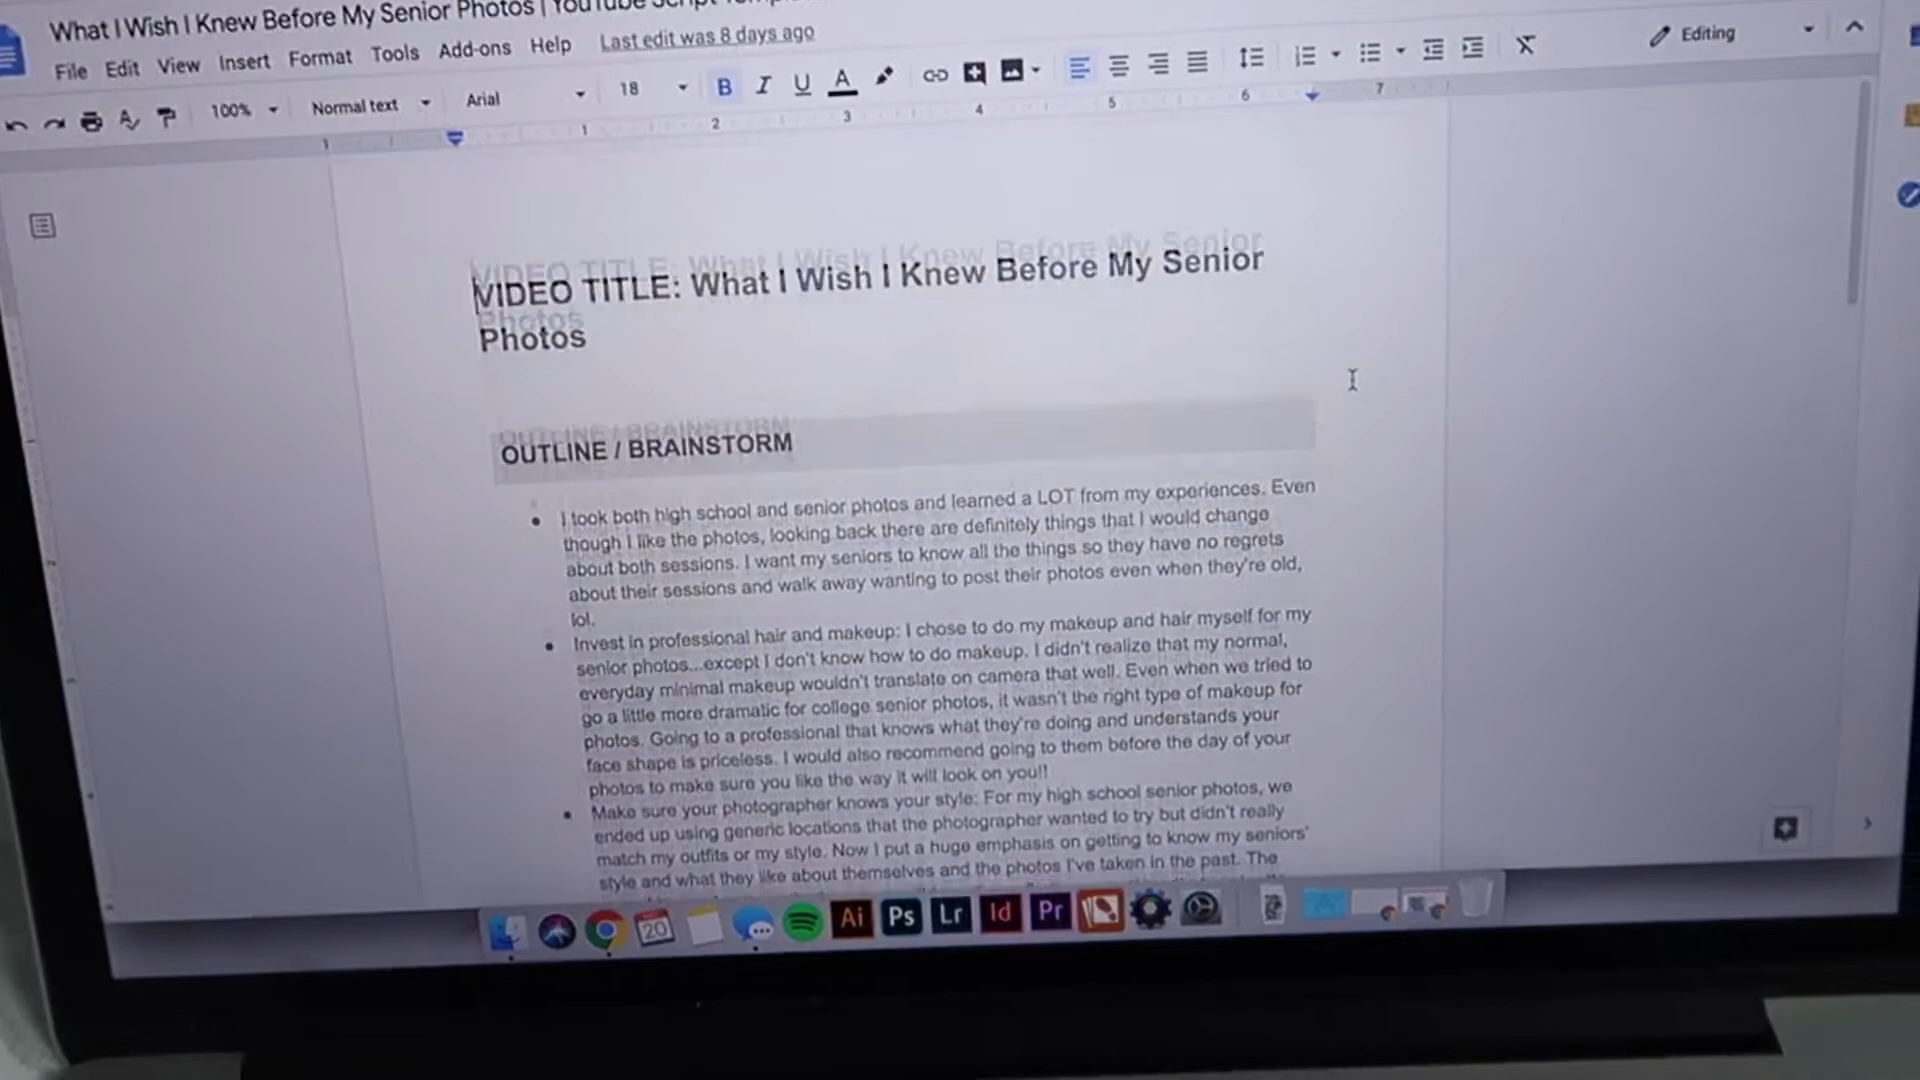 What I Wish I Knew Before My Senior Photos | YouTube Script
File Edit View Insert Format Tools Add-ons Help Last edit was 8 days ago
Editing
100% Normal text Arial 18 B I U A
1 1 2 3 4 5 6 7
VIDEO TITLE: What I Wish I Knew Before My Senior
Photos
OUTLINE / BRAINSTORM
• I took both high school and senior photos and learned a LOT from my experiences. Even
though I like the photos, looking back there are definitely things that I would change
about both sessions. I want my seniors to know all the things so they have no regrets
about their sessions and walk away wanting to post their photos even when they're old,
lol.
• Invest in professional hair and makeup: I chose to do my makeup and hair myself for my
senior photos...except I don't know how to do makeup. I didn't realize that my normal,
everyday minimal makeup wouldn't translate on camera that well. Even when we tried to
go a little more dramatic for college senior photos, it wasn't the right type of makeup for
photos. Going to a professional that knows what they're doing and understands your
face shape is priceless. I would also recommend going to them before the day of your
photos to make sure you like the way it will look on you!!
• Make sure your photographer knows your style: For my high school senior photos, we
ended up using generic locations that the photographer wanted to try but didn't really
match my outfits or my style. Now I put a huge emphasis on getting to know my seniors'
style and what they like about themselves and the photos I've taken in the past. The
20 Ai Ps Lr Id Pr